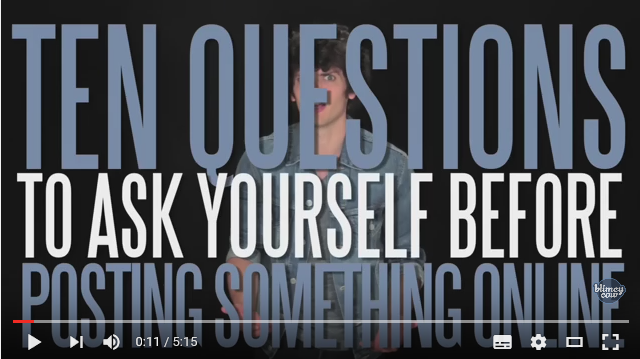 TEN QUESTIONS
TO ASK YOURSELF BEFORE
POSTING SOMETHING ONLINE
blimey
cow
0:11 / 5:15